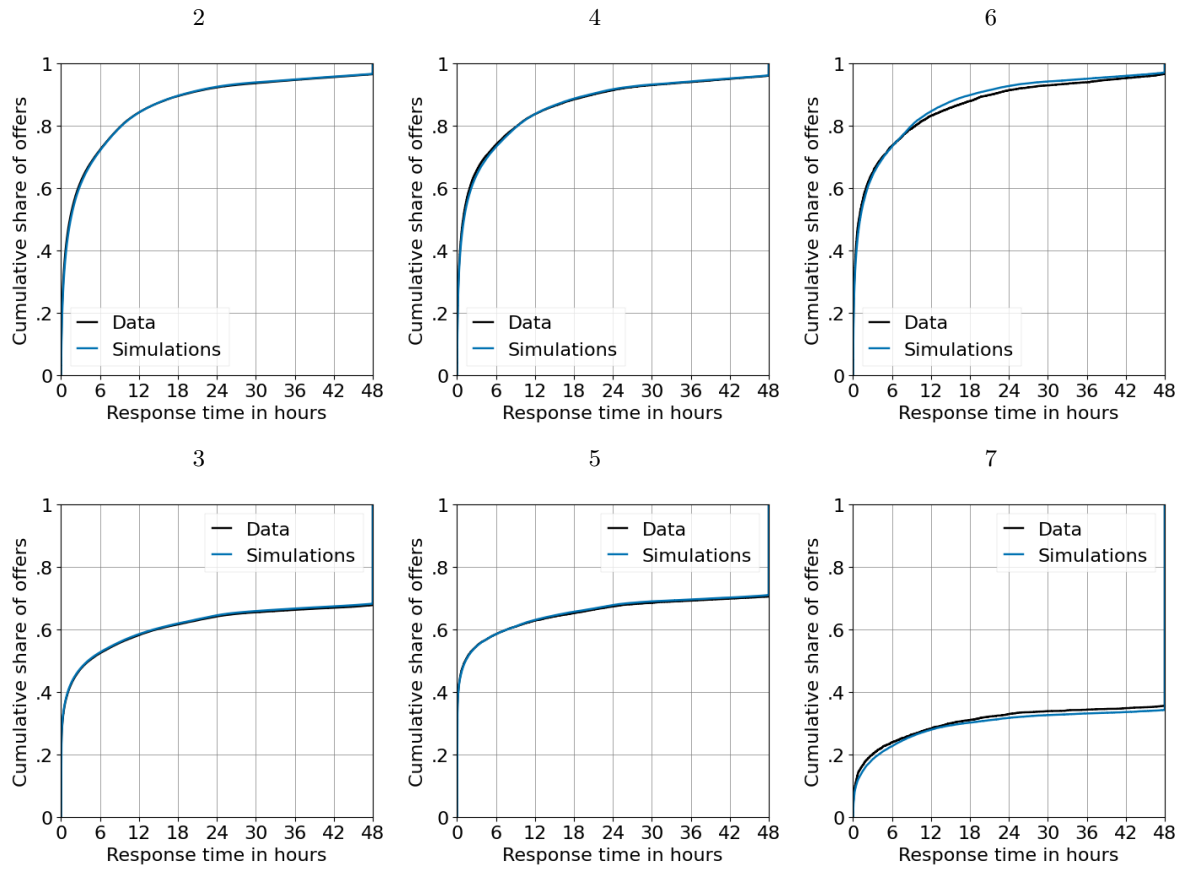 2
4
6
1
.8
.6
.4
.2
0
Cumulative share of offers
Data
Simulations
0 6 12 18 24 30 36 42 48
Response time in hours
1
.8
.6
.4
.2
0
Cumulative share of offers
Data
Simulations
0 6 12 18 24 30 36 42 48
Response time in hours
1
.8
.6
.4
.2
0
Cumulative share of offers
Data
Simulations
0 6 12 18 24 30 36 42 48
Response time in hours
3
5
7
1
.8
.6
.4
.2
0
Cumulative share of offers
Data
Simulations
0 6 12 18 24 30 36 42 48
Response time in hours
1
.8
.6
.4
.2
0
Cumulative share of offers
Data
Simulations
0 6 12 18 24 30 36 42 48
Response time in hours
1
.8
.6
.4
.2
0
Cumulative share of offers
Data
Simulations
0 6 12 18 24 30 36 42 48
Response time in hours